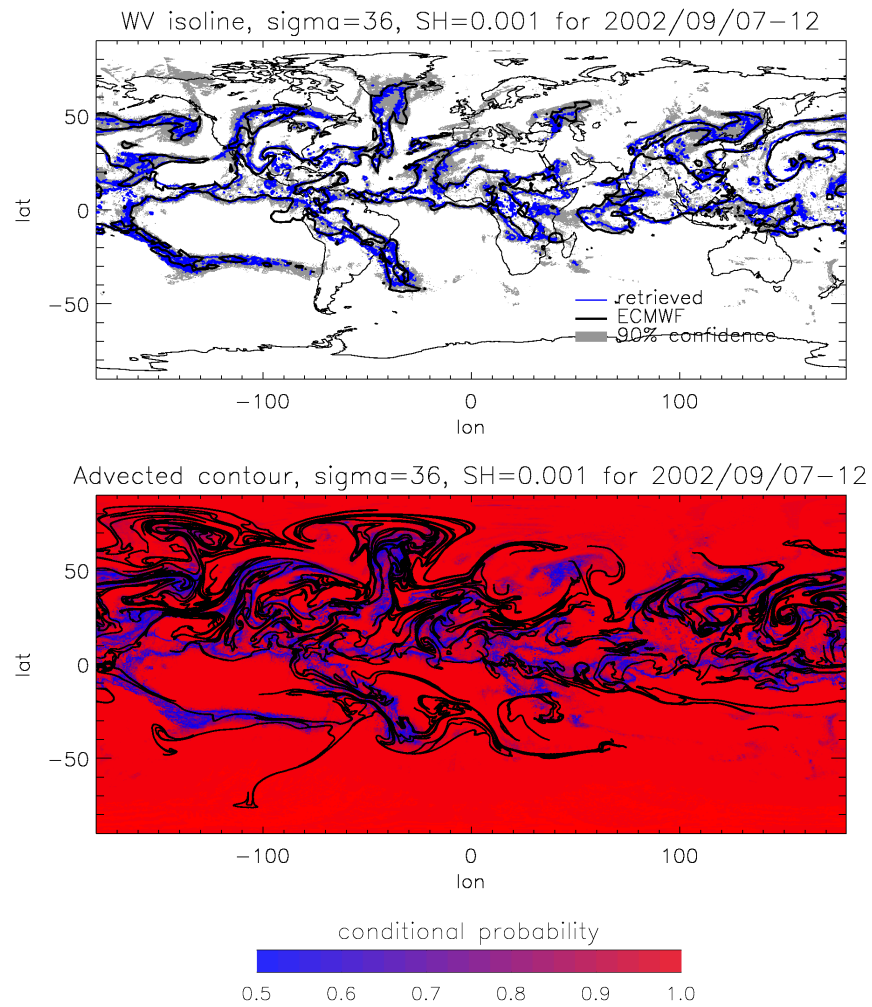 WV isoline, sigma=36, SH=0.001 for 2002/09/07-12
lat
50
0
-50
retrieved
ECMWF
90% confidence
-100 0 100
lon
Advected contour, sigma=36, SH=0.001 for 2002/09/07-12
lat
50
0
-50
-100 0 100
lon
conditional probability
0.5 0.6 0.7 0.8 0.9 1.0